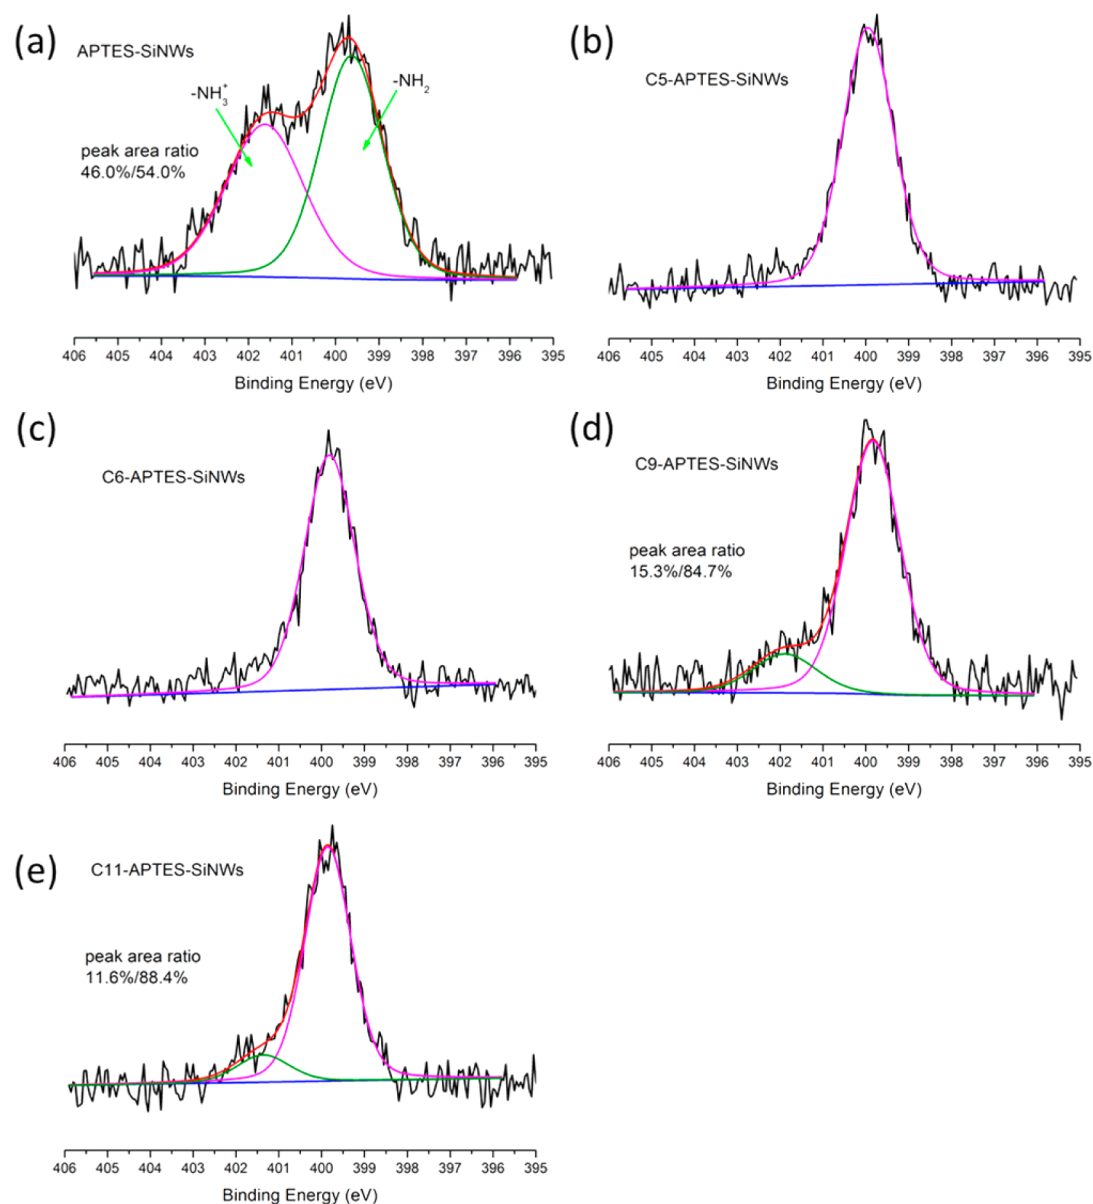 (a)
APTES-SiNWs
-NH3+
-NH2
peak area ratio
46.0%/54.0%
406 405 404 403 402 401 400 399 398 397 396 395
Binding Energy (eV)
(b)
C5-APTES-SiNWs
406 405 404 403 402 401 400 399 398 397 396 395
Binding Energy (eV)
(c)
C6-APTES-SiNWs
406 405 404 403 402 401 400 399 398 397 396 395
Binding Energy (eV)
(d)
C9-APTES-SiNWs
peak area ratio
15.3%/84.7%
406 405 404 403 402 401 400 399 398 397 396 395
Binding Energy (eV)
(e)
C11-APTES-SiNWs
peak area ratio
11.6%/88.4%
406 405 404 403 402 401 400 399 398 397 396 395
Binding Energy (eV)